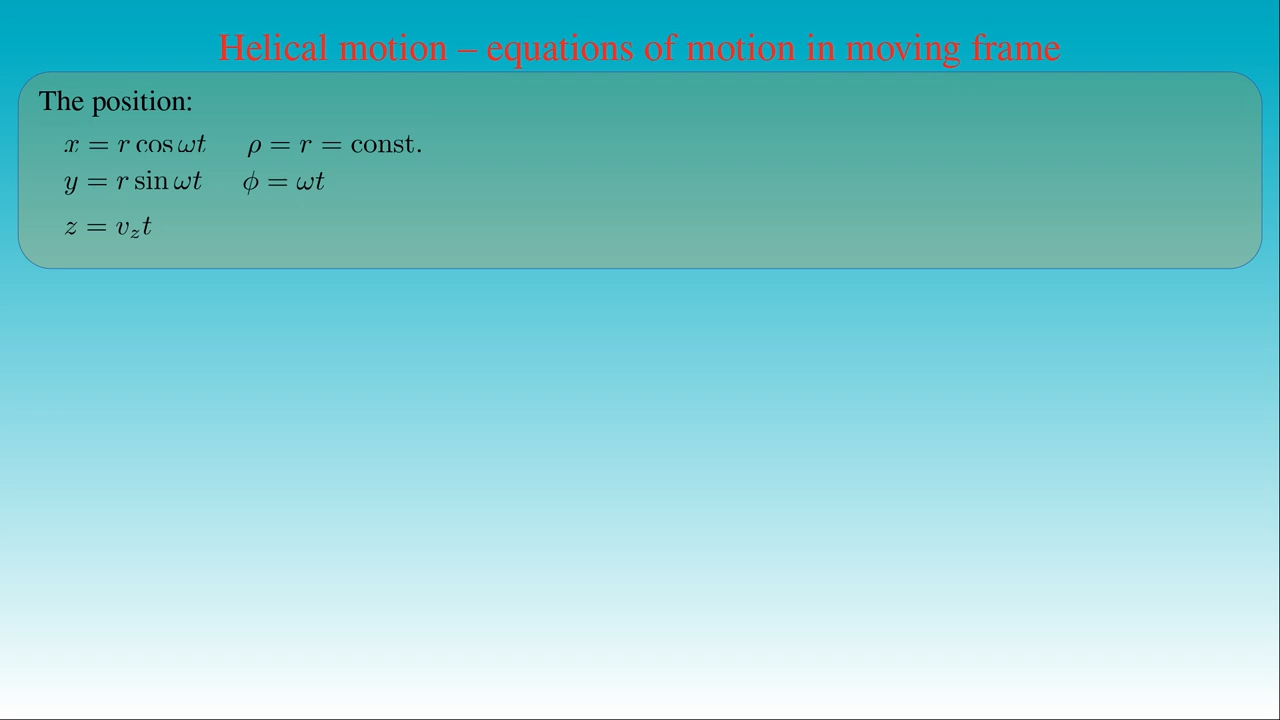 Helical motion – equations of motion in moving frame
The position:
x = r cos ωt ρ = r = const.
y = r sin ωt ϕ = ωt
z = v_z t